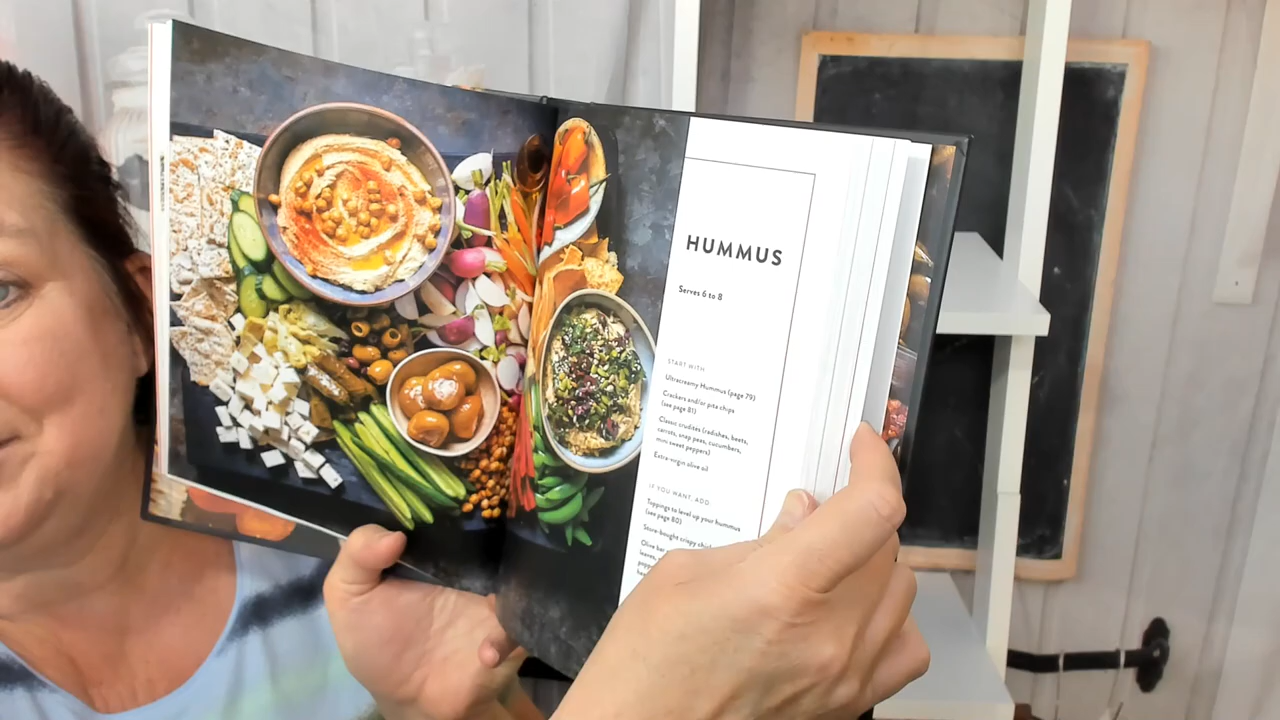 HUMMUS
Serves 6 to 8
START WITH
Ultracreamy Hummus (page 79)
Crackers and/or pita chips
(see page 81)
Classic crudités (radishes, beets,
carrots, snap peas, cucumbers,
mini sweet peppers)
Extra-virgin olive oil
IF YOU WANT, ADD
Toppings to level up your hummus
(see page 80)
Store-bought crispy
Olive